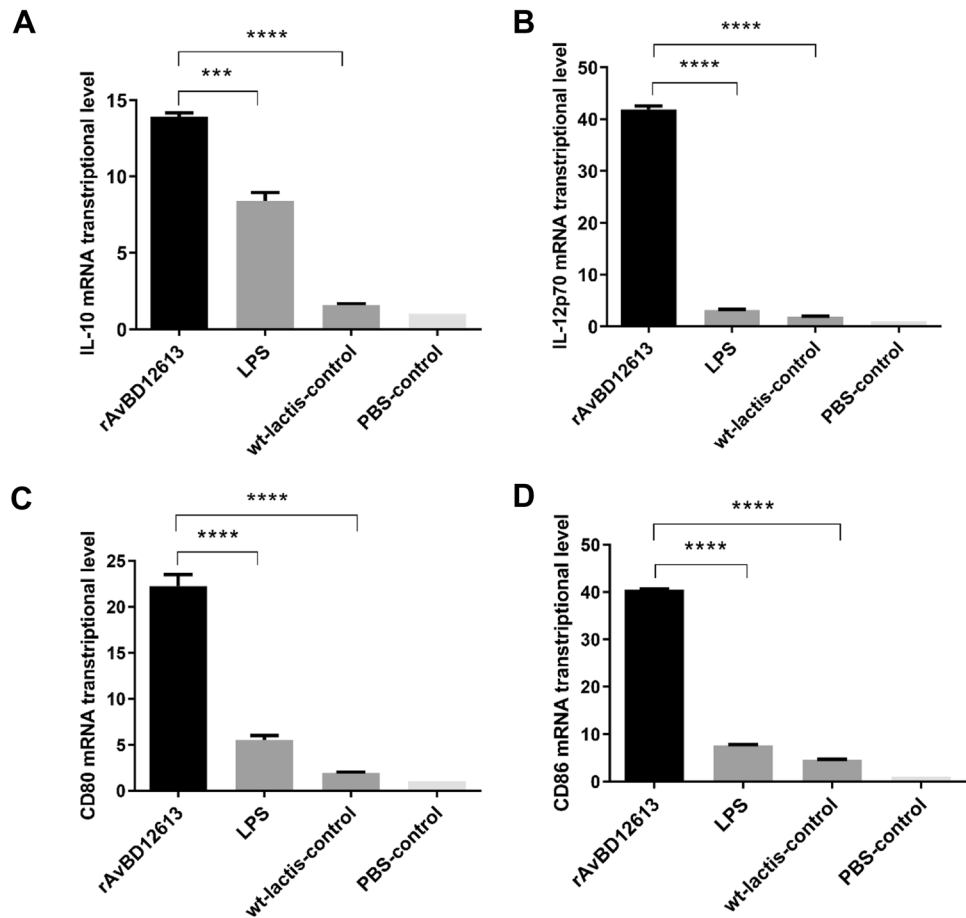 A
****
***
IL-10 mRNA transtriptional level
15
10
5
0
rAvBD12613
LPS
wt-lactis-control
PBS-control
B
****
****
IL-12p70 mRNA transtriptional level
50
40
30
20
10
0
rAvBD12613
LPS
wt-lactis-control
PBS-control
C
****
****
CD80 mRNA transtriptional level
25
20
15
10
5
0
rAvBD12613
LPS
wt-lactis-control
PBS-control
D
****
****
CD86 mRNA transtriptional level
50
40
30
20
10
0
rAvBD12613
LPS
wt-lactis-control
PBS-control